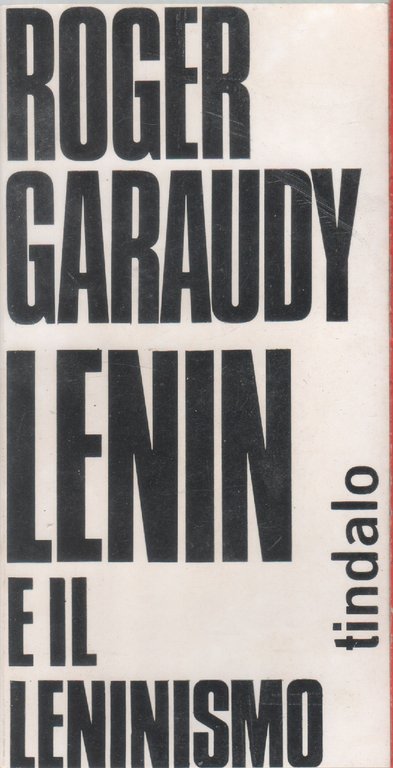 ROGER
GARAUDY
LENIN
E IL
LENINISMO
tindalo